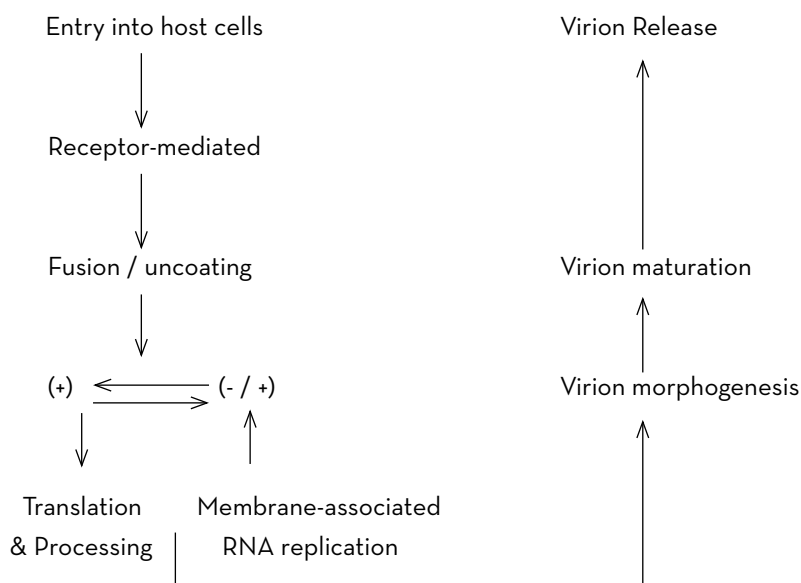 Entry into host cells
Receptor-mediated
Fusion / uncoating
(+)
(- / +)
Translation
& Processing
Membrane-associated
RNA replication
Virion Release
Virion maturation
Virion morphogenesis